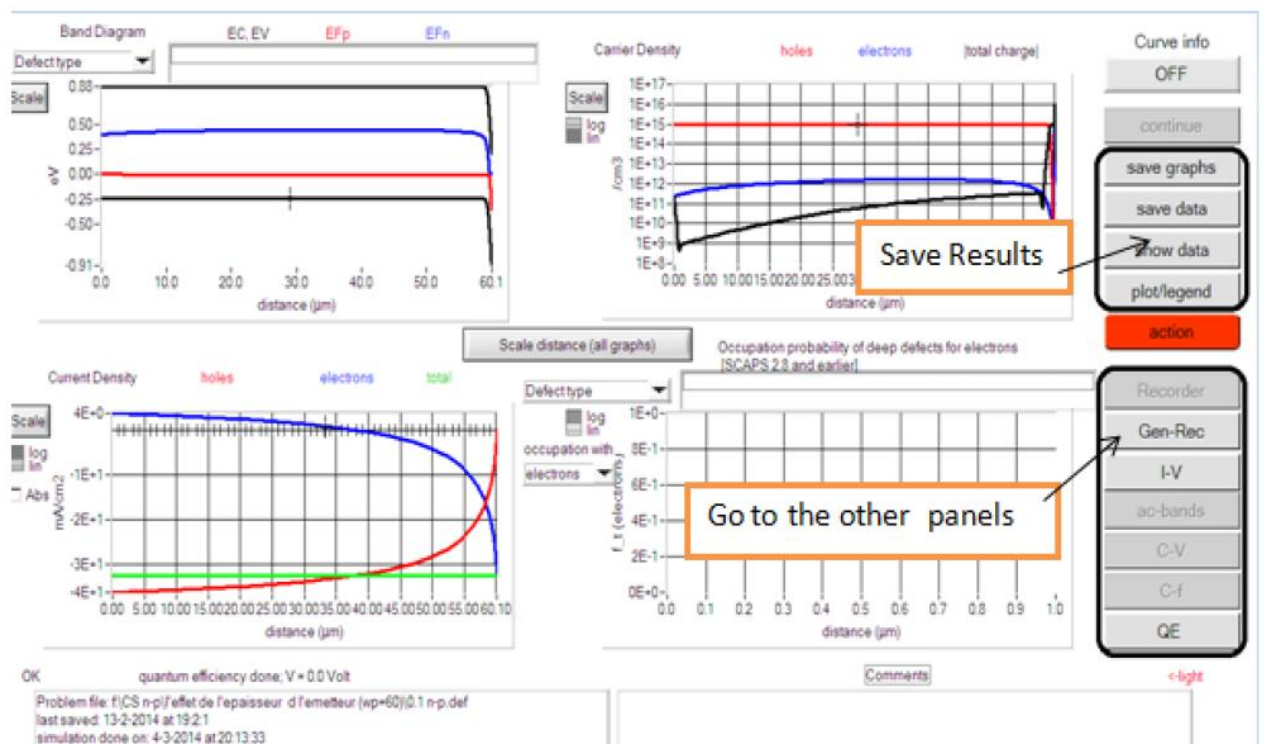 Band Diagram EC, EV EFp EFn
Defect type
Scale
0.88
0.50
0.25
0.00
-0.25
-0.50
-0.91
eV
0.0 10.0 20.0 30.0 40.0 50.0 60.1
distance (µm)
Carrier Density holes electrons |total charge|
Scale
log
lin
1E+17
1E+16
1E+15
1E+14
1E+13
1E+12
1E+11
1E+10
1E+9
1E+8
/cm3
0.00 5.00 10.00 15.00 20.00 25.00
distance (µm)
Save Results
Curve info
OFF
continue
save graphs
save data
show data
plot/legend
action
Scale distance (all graphs)
Current Density holes electrons total
Scale
log
lin
Abs
4E+0
-1E+1
-2E+1
-3E+1
-4E+1
mA/cm2
0.00 5.00 10.00 15.00 20.00 25.00 30.00 35.00 40.00 45.00 50.00 55.00 60.10
distance (µm)
Occupation probability of deep defects for electrons
[SCAPS 2.8 and earlier]
Defect type
log
lin
occupation with
electrons
1E+0
8E-1
6E-1
4E-1
2E-1
0E+0
f_t (electrons)
0.0 0.1 0.2 0.3 0.4 0.5 0.6 0.7 0.8 0.9 1.0
distance (µm)
Go to the other panels
Recorder
Gen-Rec
I-V
ac-bands
C-V
C-f
QE
OK quantum efficiency done; V = 0.0 Volt
Comments
<-light
Problem file: f:\CS n-p\l'effet de l'epaisseur d l'emetteur (wp=60)\0.1 n-p.def
last saved: 13-2-2014 at 19:2:1
simulation done on: 4-3-2014 at 20:13:33